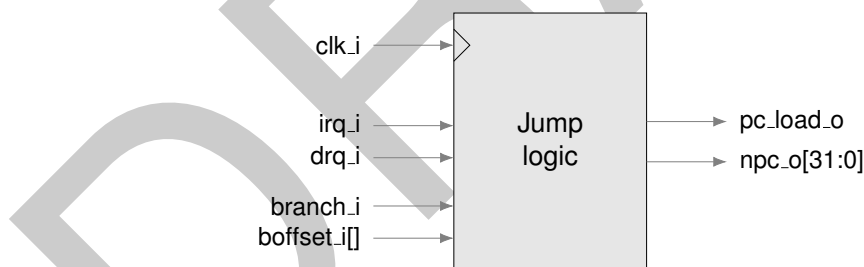 clk_i
irq_i
drq_i
branch_i
boffset_i[]
Jump
logic
pc_load_o
npc_o[31:0]